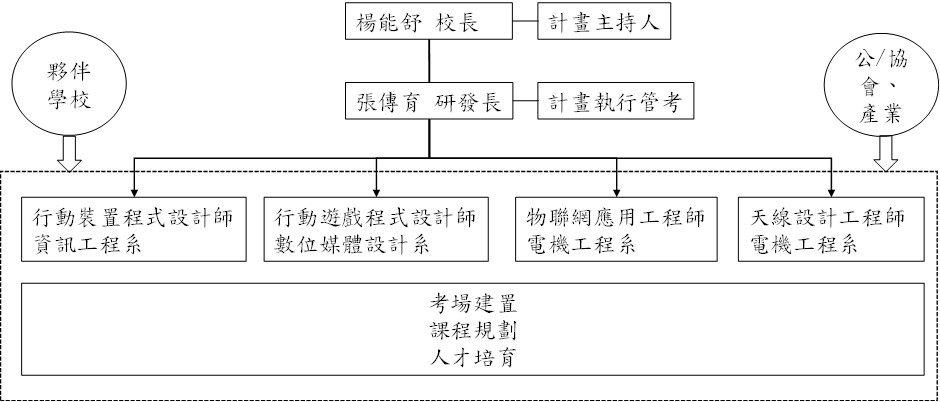 楊能舒 校長
計畫主持人
夥伴
學校
公/協
會、
產業
張傳育 研發長
計畫執行管考
行動裝置程式設計師
資訊工程系
行動遊戲程式設計師
數位媒體設計系
物聯網應用工程師
電機工程系
天線設計工程師
電機工程系
考場建置
課程規劃
人才培育